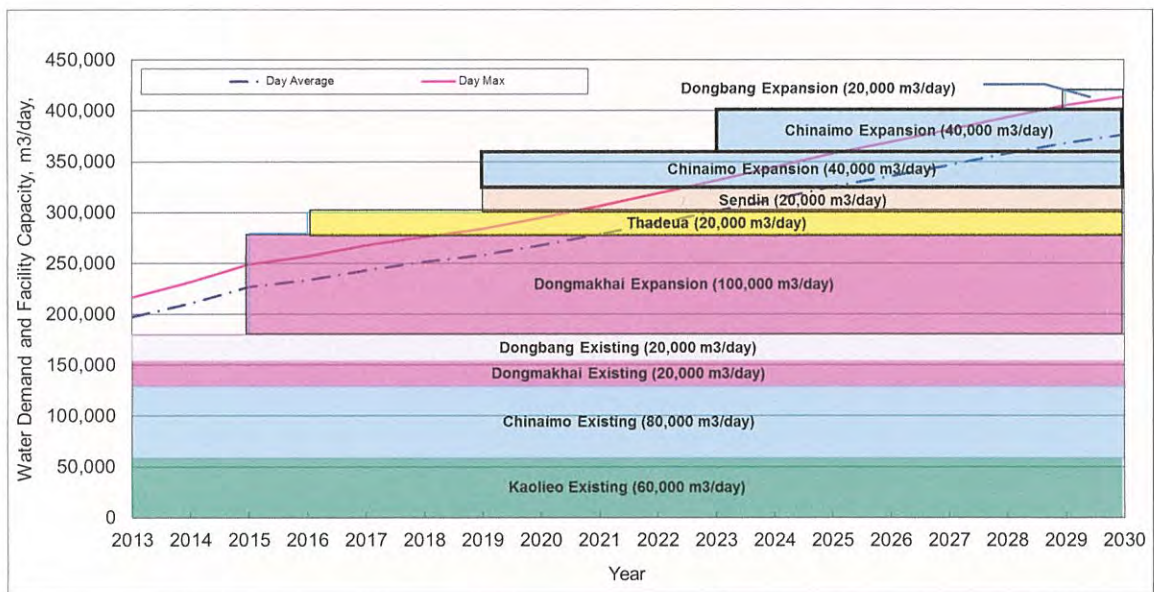 Water Demand and Facility Capacity, m3/day,
450,000
400,000
350,000
300,000
250,000
200,000
150,000
100,000
50,000
0
Day Average
Day Max
Dongbang Expansion (20,000 m3/day)
Chinaimo Expansion (40,000 m3/day)
Chinaimo Expansion (40,000 m3/day)
Sendin (20,000 m3/day)
Thadeua (20,000 m3/day)
Dongmakhai Expansion (100,000 m3/day)
Dongbang Existing (20,000 m3/day)
Dongmakhai Existing (20,000 m3/day)
Chinaimo Existing (80,000 m3/day)
Kaolieo Existing (60,000 m3/day)
2013 2014 2015 2016 2017 2018 2019 2020 2021 2022 2023 2024 2025 2026 2027 2028 2029 2030
Year